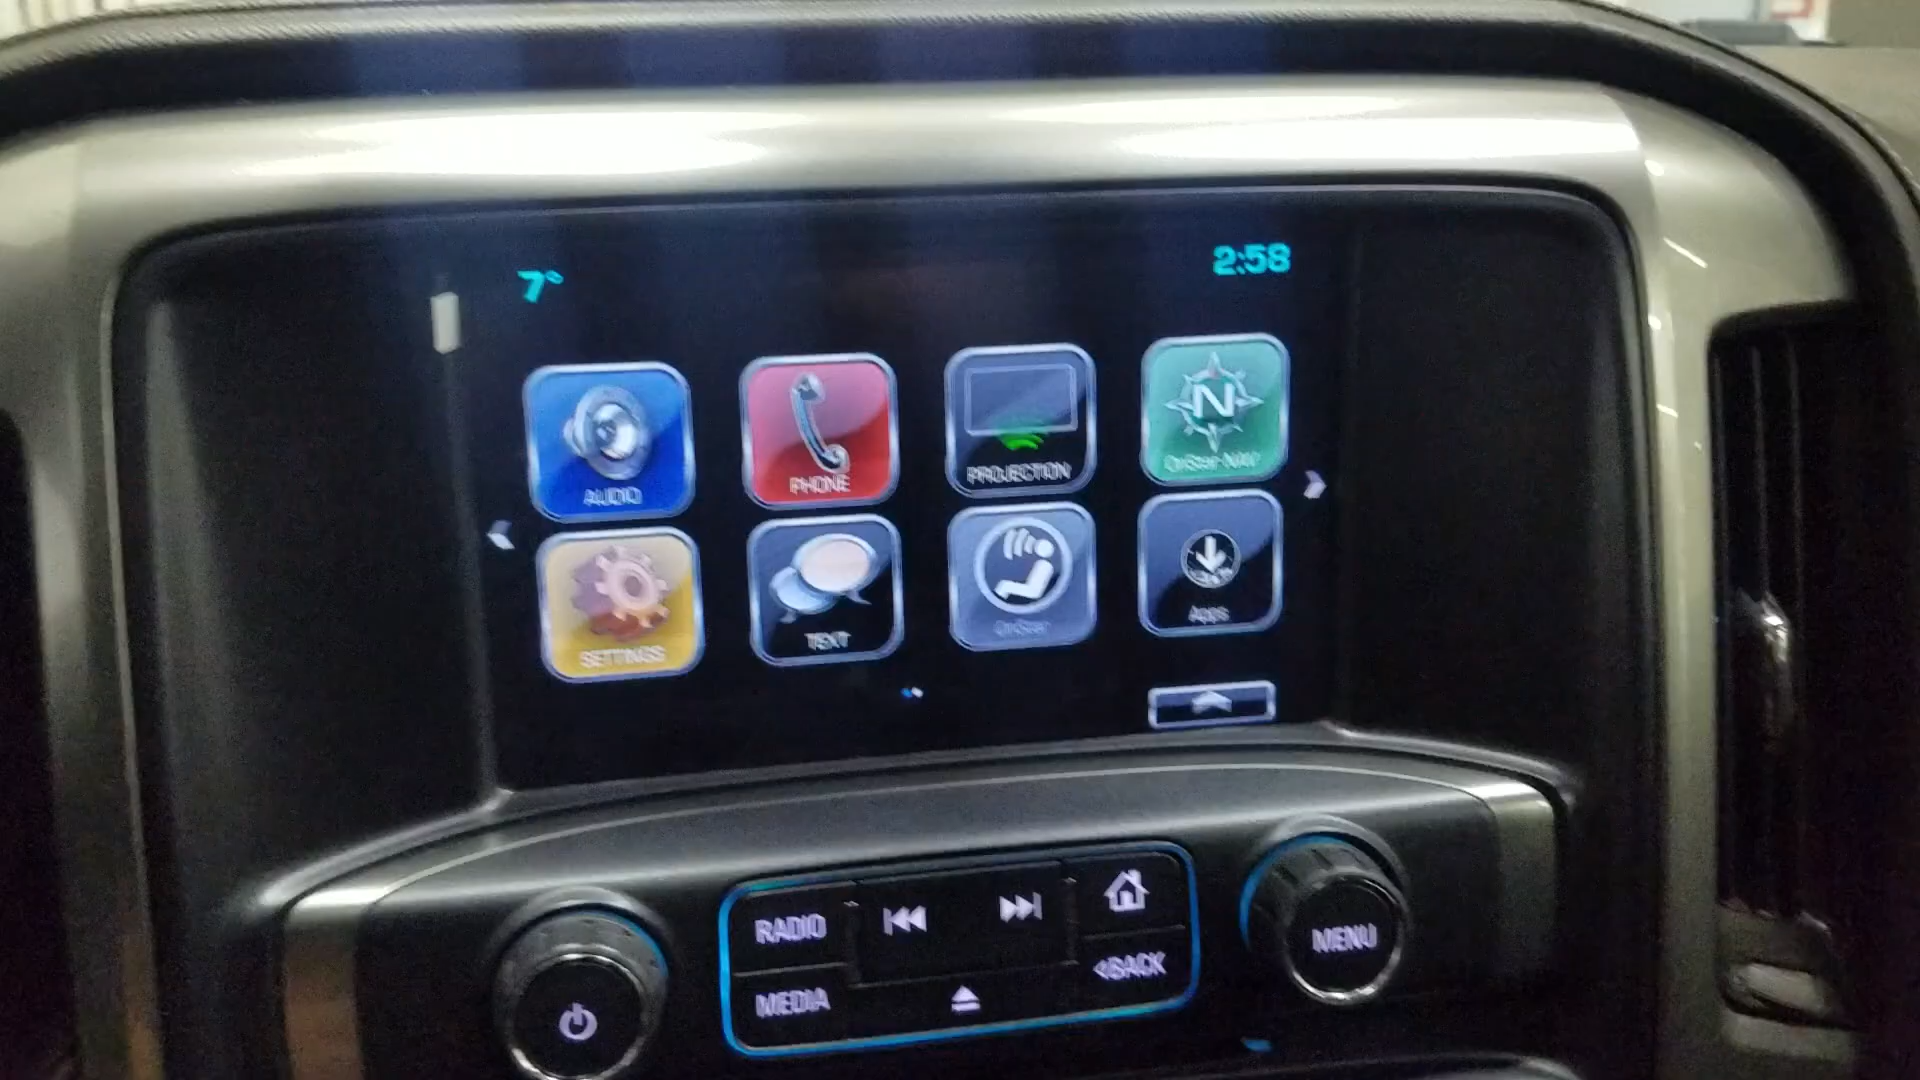 7°
2:58
AUDIO
PHONE
PROJECTION
N
OnStar NAV
SETTINGS
TEXT
OnStar
Apps
RADIO
MEDIA
<BACK
MENU